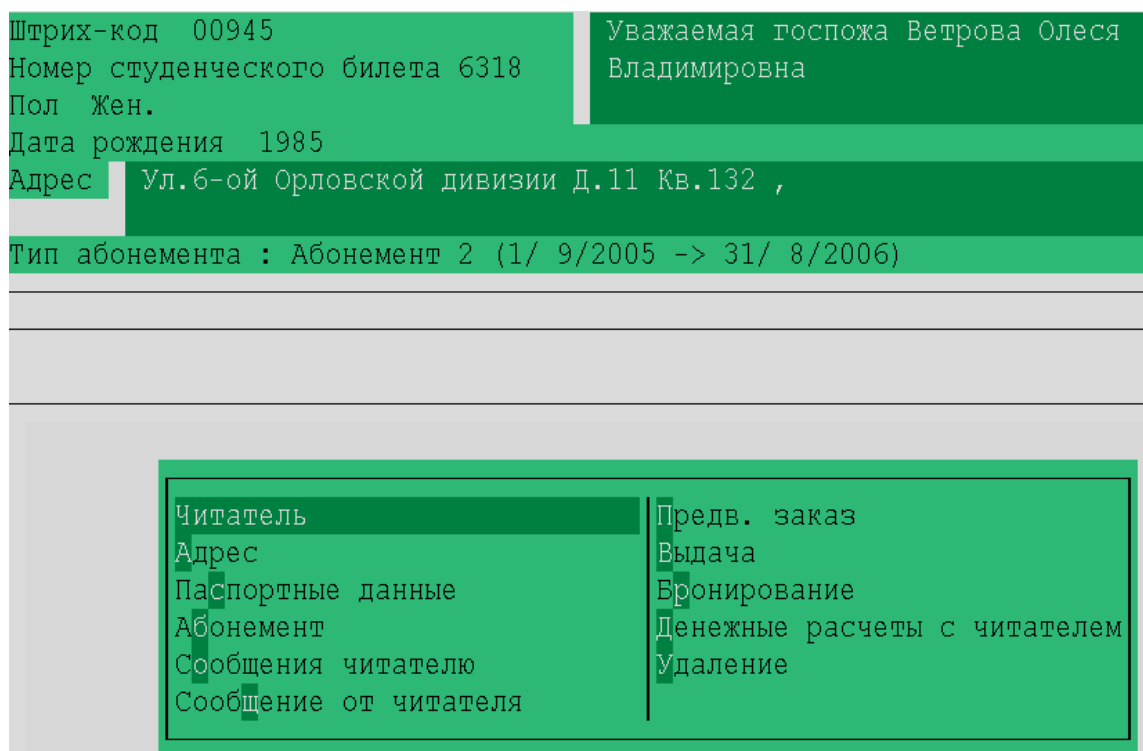 Штрих-код 00945
Номер студенческого билета 6318
Пол Жен.
Уважаемая госпожа Ветрова Олеся
Владимировна
Дата рождения 1985
Адрес Ул.6-ой Орловской дивизии Д.11 Кв.132 ,
Тип абонемента : Абонемент 2 (1/ 9/2005 -> 31/ 8/2006)
Читатель
Адрес
Паспортные данные
Абонемент
Сообщения читателю
Сообщение от читателя
Предв. заказ
Выдача
Бронирование
Денежные расчеты с читателем
Удаление